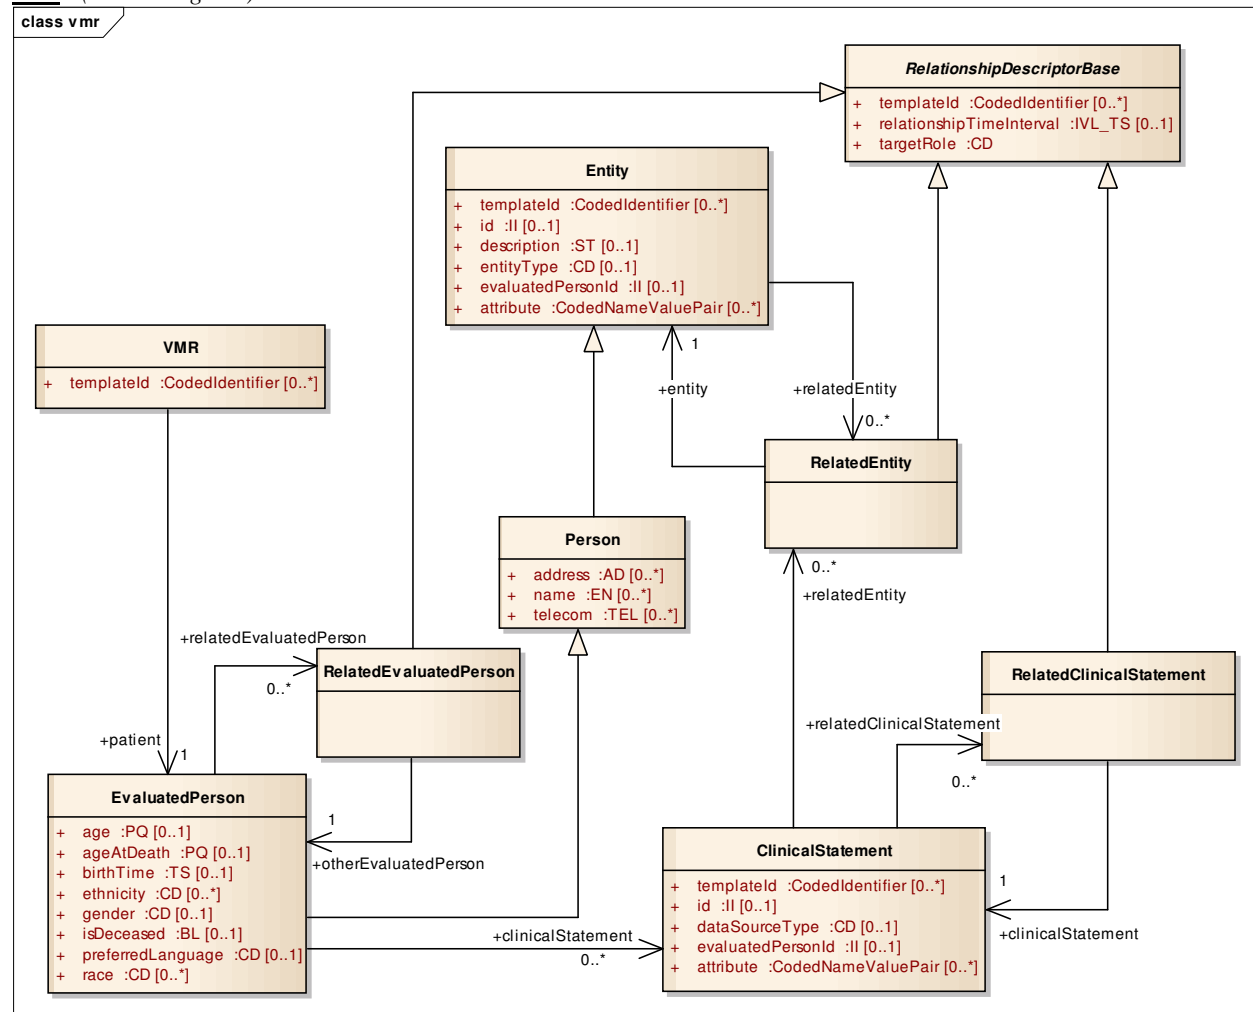 class vmr
RelationshipDescriptorBase
+ templateId :CodedIdentifier [0..*]
+ relationshipTimeInterval :IVL_TS [0..1]
+ targetRole :CD
Entity
+ templateId :CodedIdentifier [0..*]
+ id :II [0..1]
+ description :ST [0..1]
+ entityType :CD [0..1]
+ evaluatedPersonId :II [0..1]
+ attribute :CodedNameValuePair [0..*]
VMR
+ templateId :CodedIdentifier [0..*]
1
+entity
+relatedEntity
0..*
RelatedEntity
Person
+ address :AD [0..*]
+ name :EN [0..*]
+ telecom :TEL [0..*]
0..*
+relatedEntity
+relatedEvaluatedPerson
0..*
RelatedEvaluatedPerson
RelatedClinicalStatement
+relatedClinicalStatement
0..*
+patient
1
EvaluatedPerson
+ age :PQ [0..1]
+ ageAtDeath :PQ [0..1]
+ birthTime :TS [0..1]
+ ethnicity :CD [0..*]
+ gender :CD [0..1]
+ isDeceased :BL [0..1]
+ preferredLanguage :CD [0..1]
+ race :CD [0..*]
1
+otherEvaluatedPerson
+clinicalStatement
0..*
ClinicalStatement
+ templateId :CodedIdentifier [0..*]
+ id :II [0..1]
+ dataSourceType :CD [0..1]
+ evaluatedPersonId :II [0..1]
+ attribute :CodedNameValuePair [0..*]
1
+clinicalStatement